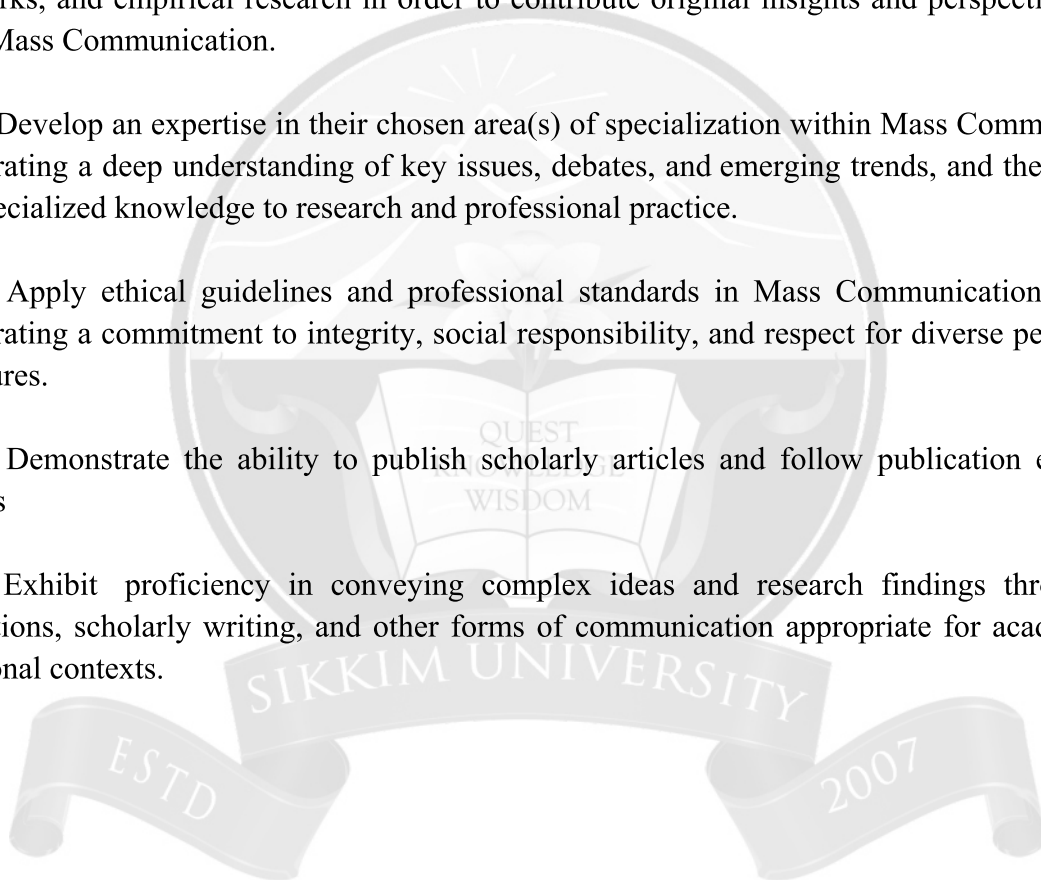 and empirical research in order to contribute original insights and
Mass Communication.
Develop an expertise in their chosen area(s) of specialization within Mass Comm
rating a deep understanding of key issues, debates, and emerging trends, and the
ecialized knowledge to research and professional practice.
Apply ethical guidelines and professional standards in Mass Communication
rating a commitment to integrity, social responsibility, and respect for diverse pe
ures.
QUEST
Demonstrate the ability to publish scholarly articles and follow publication e
KNOWLEDGE
s
WISDOM
Exhibit proficiency in conveying complex ideas and research findings thr
tions, scholarly writing, and other forms of communication appropriate for aca
onal contexts.
SIKKIM UNIVERSITY
ESTD
2007